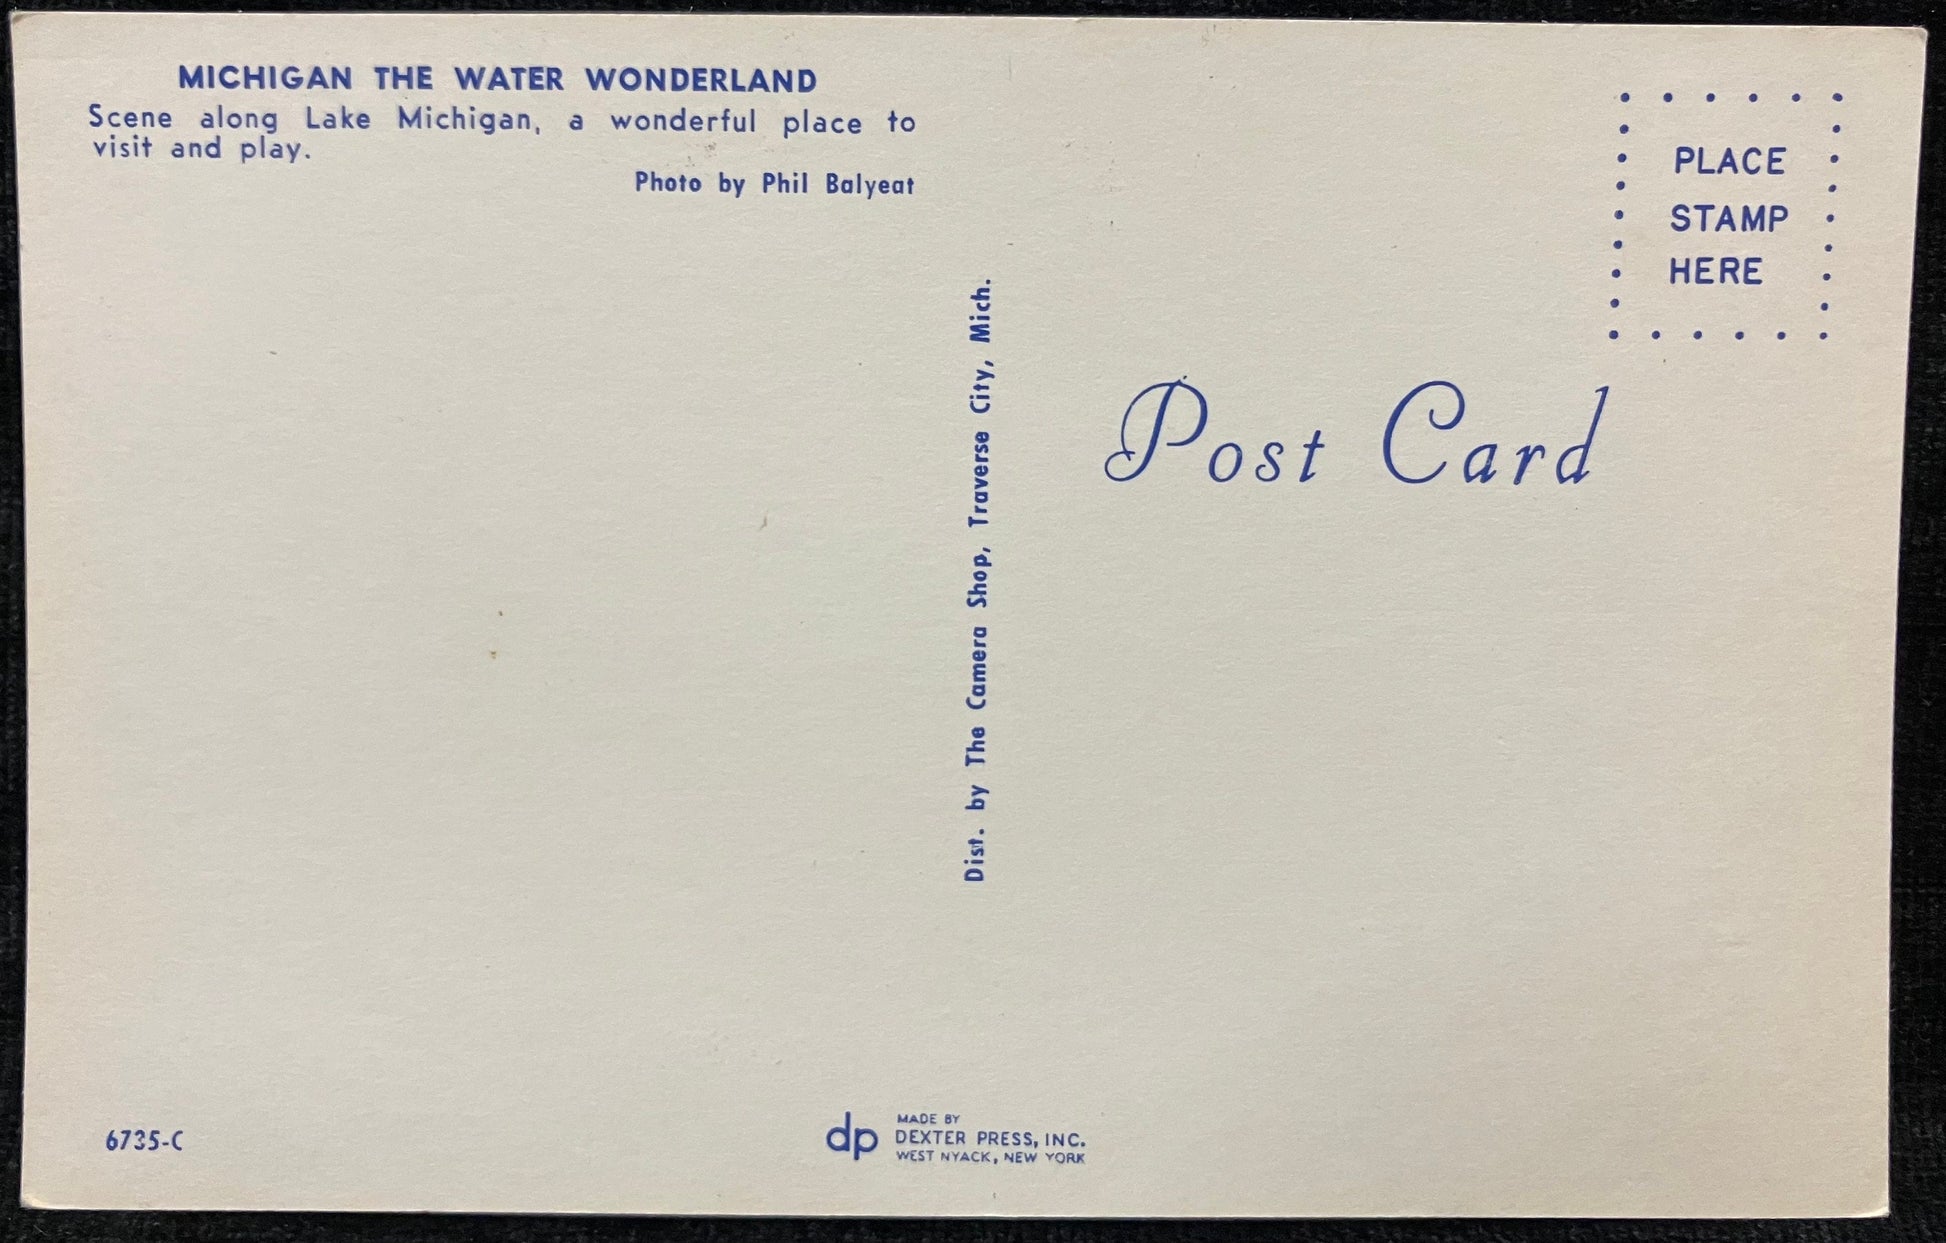 MICHIGAN THE WATER WONDERLAND
Scene along Lake Michigan, a wonderful place to
visit and play.
Photo by Phil Balyeat
PLACE
STAMP
HERE
Post Card
Dist. by The Camera Shop, Traverse City, Mich.
6735-C
dp
MADE BY
DEXTER PRESS, INC.
WEST NYACK, NEW YORK